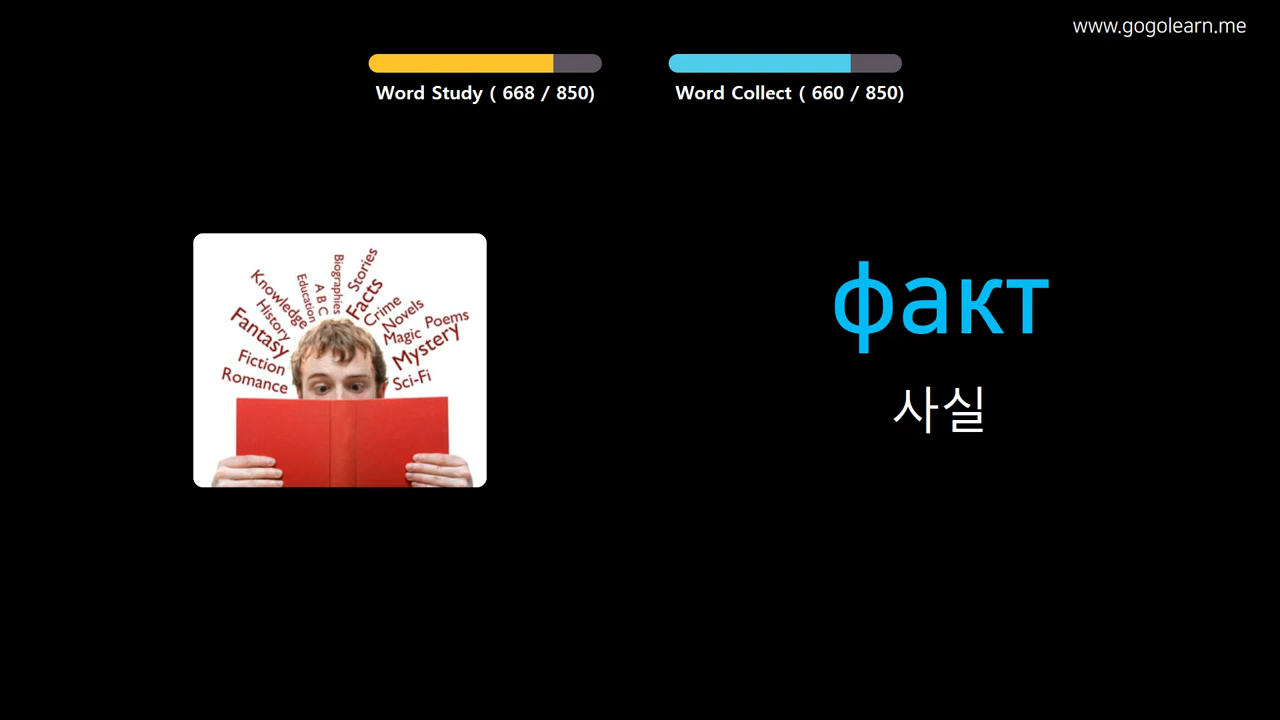 www.gogolearn.me
Word Study ( 668 / 850)
Word Collect ( 660 / 850)
Knowledge
History
Fantasy
Fiction
Romance
Education
A B C
Biographies
Stories
Facts
Crime
Novels
Magic
Poems
Mystery
Sci-Fi
факт
사실